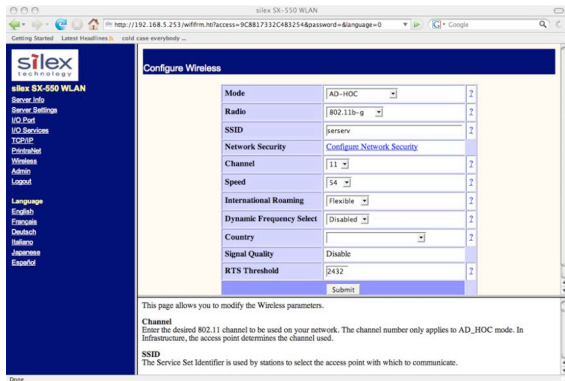 silex SX-550 WLAN
http://192.168.5.253/wififrm.hti?access=9C8B17332C483254&password=&language=0
Google
Getting Started Latest Headlines cold case everybody ...
silex
technology
silex SX-550 WLAN
Server Info
Server Settings
I/O Port
I/O Services
TCP/IP
PrintraNet
Wireless
Admin
Logout
Language
English
Français
Deutsch
Italiano
Japanese
Español
Configure Wireless
Mode AD-HOC ?
Radio 802.11b-g ?
SSID serserv ?
Network Security Configure Network Security
Channel 11 ?
Speed 54 ?
International Roaming Flexible ?
Dynamic Frequency Select Disabled ?
Country ?
Signal Quality Disable
RTS Threshold 2432 ?
Submit
This page allows you to modify the Wireless parameters.
Channel
Enter the desired 802.11 channel to be used on your network. The channel number only applies to AD_HOC mode. In
Infrastructure, the access point determines the channel used.
SSID
The Service Set Identifier is used by stations to select the access point with which to communicate.
Done